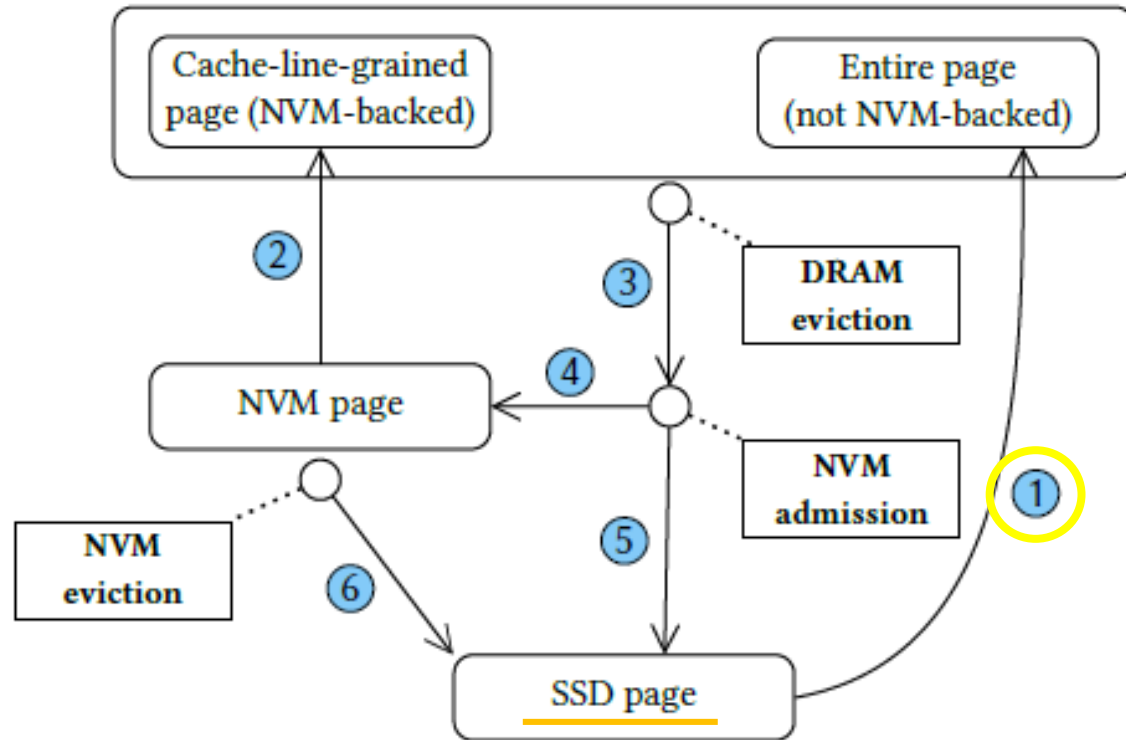 Cache-line-grained
page (NVM-backed)
Entire page
(not NVM-backed)
2
3
DRAM
eviction
4
NVM page
NVM
admission
1
5
NVM
eviction
6
SSD page